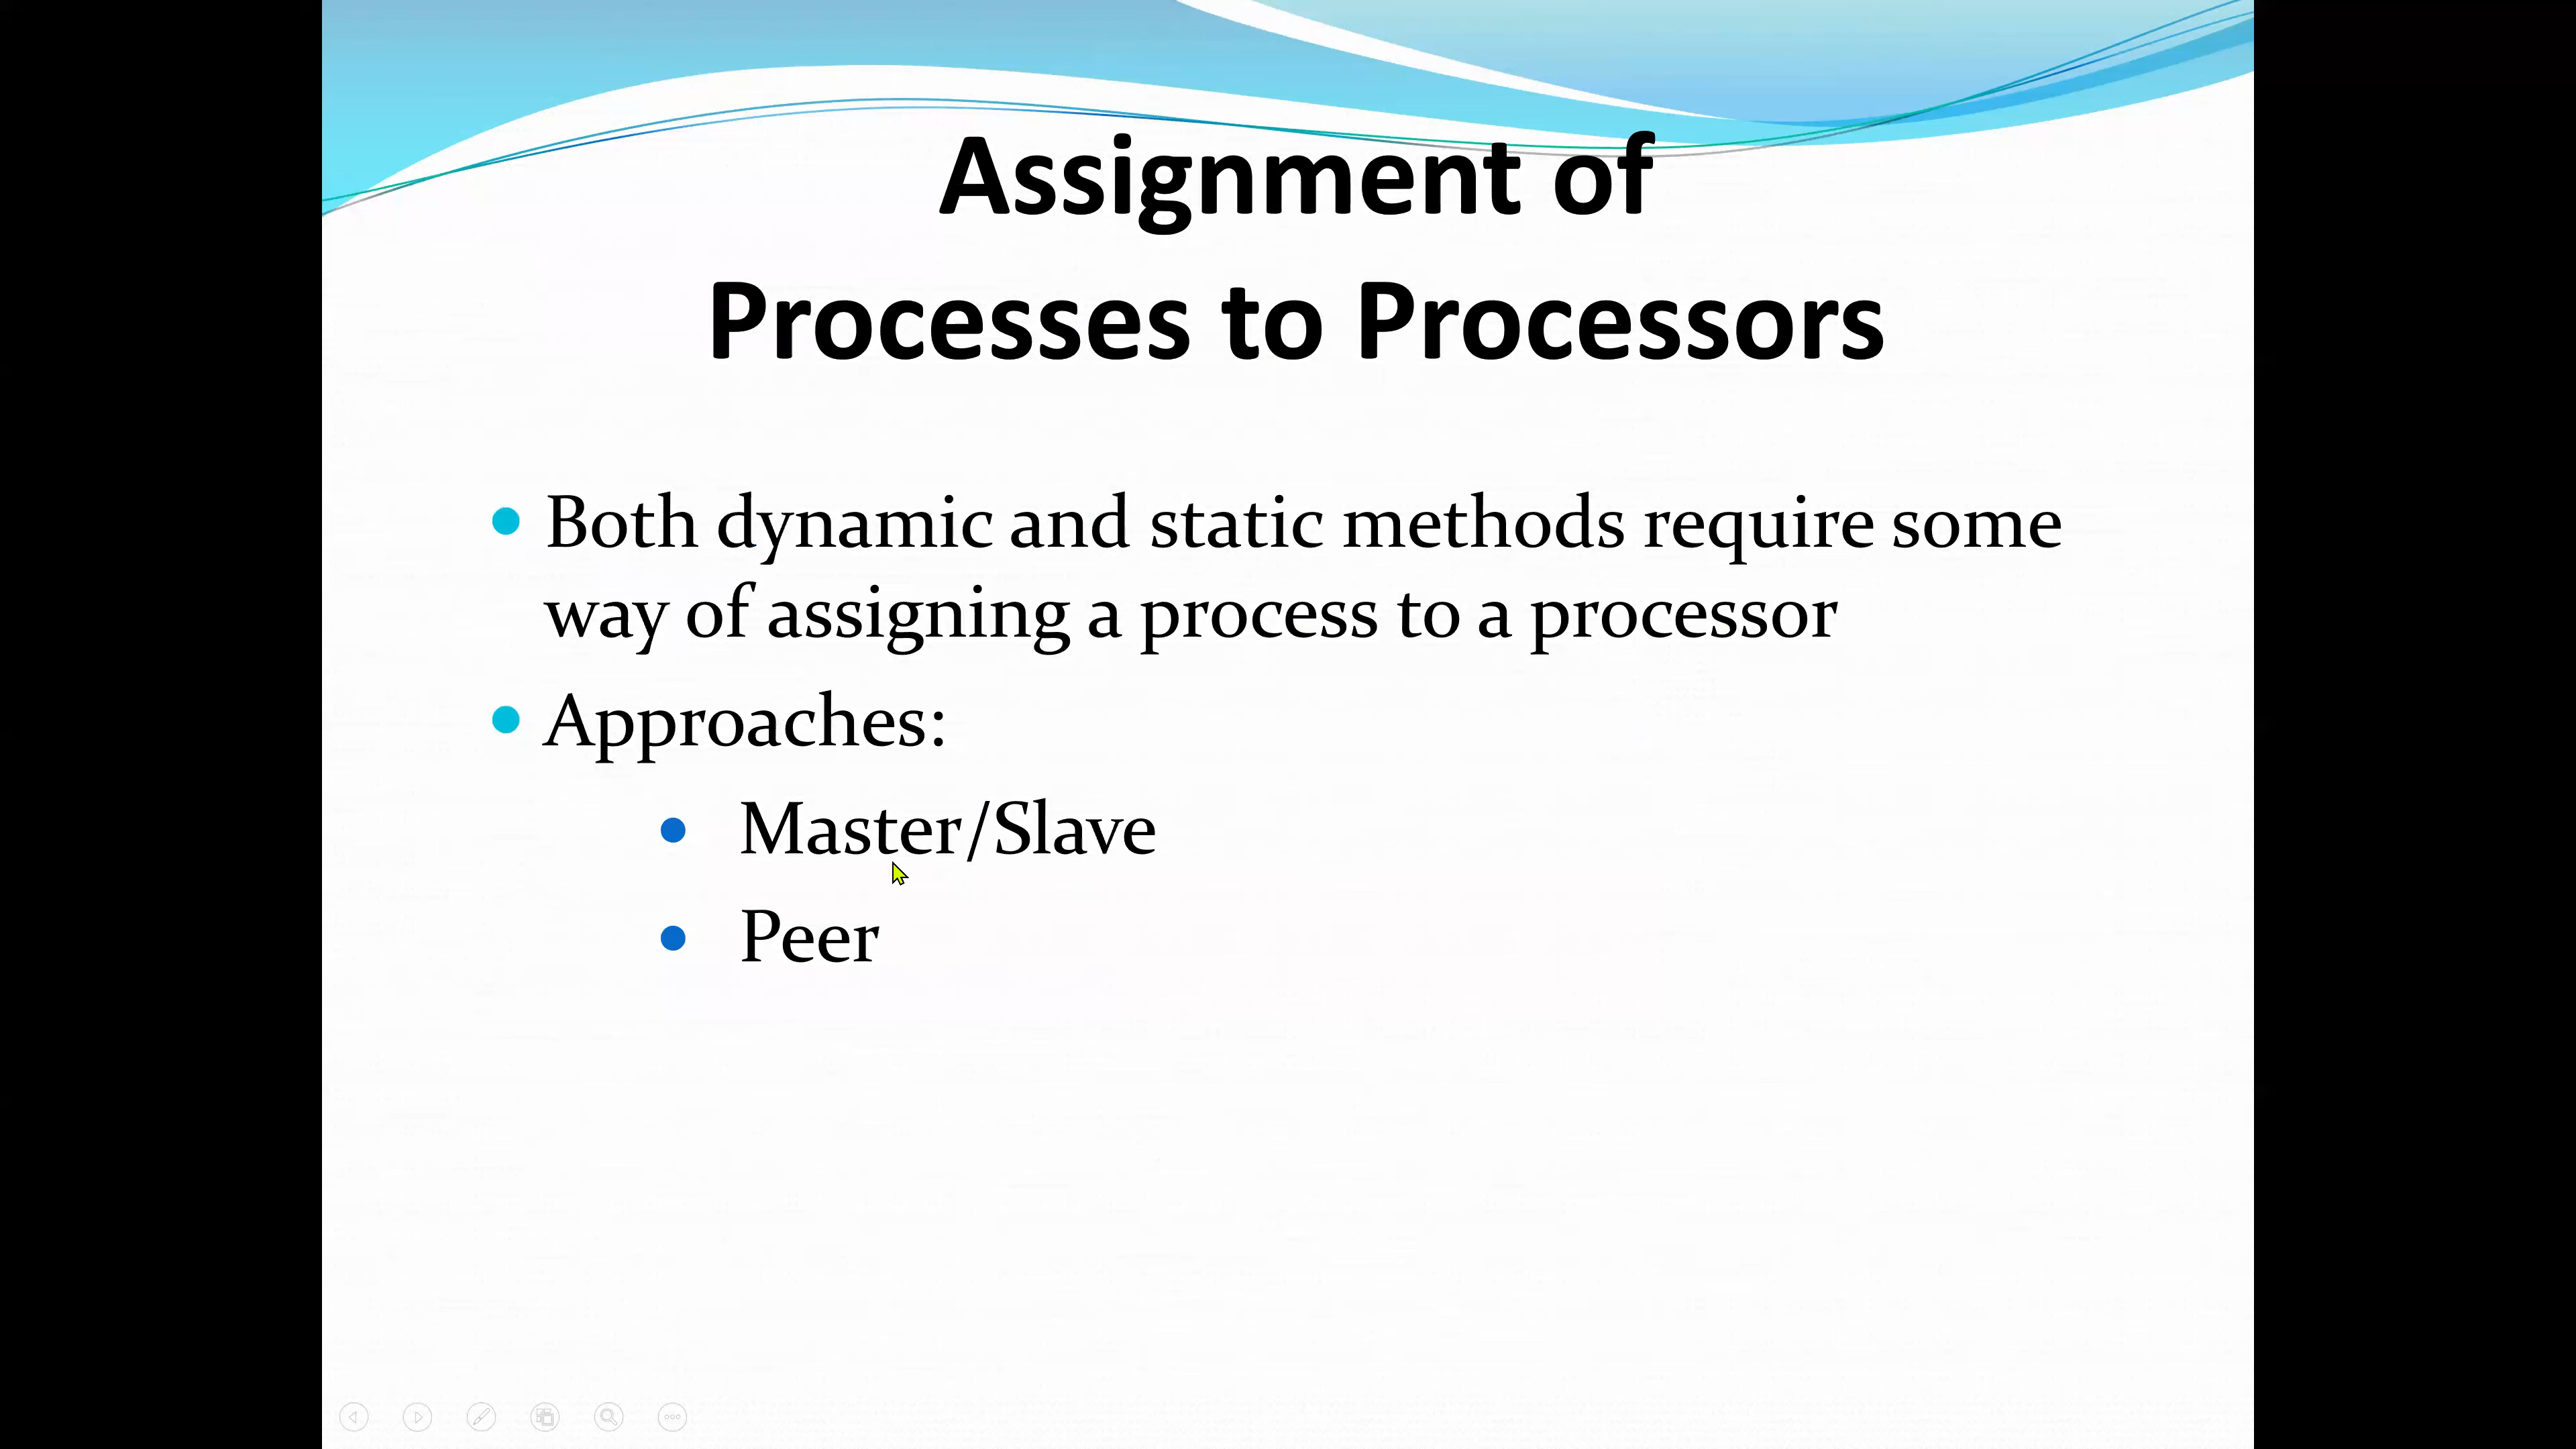 Assignment of
Processes to Processors
• Both dynamic and static methods require some
way of assigning a process to a processor
• Approaches:
• Master/Slave
• Peer